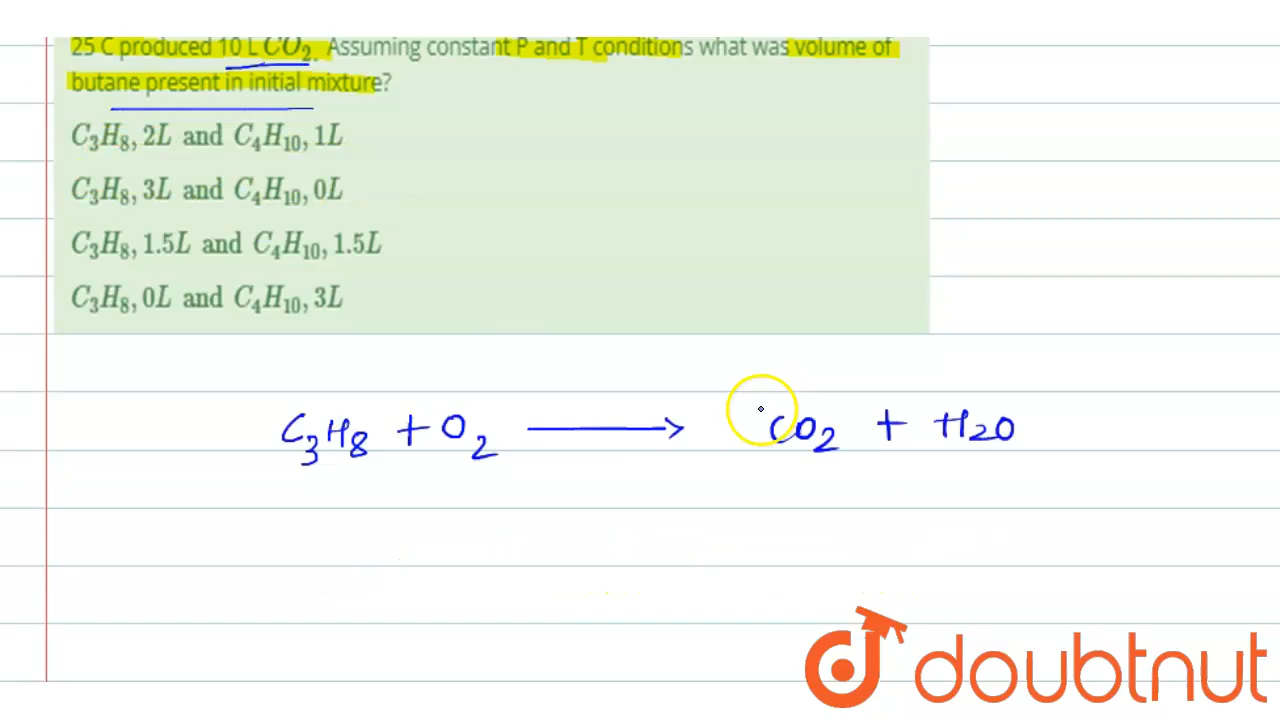 25 C produced 10 L CO₂. Assuming constant P and T conditions what was volume of
butane present in initial mixture?
C₃H₈, 2L and C₄H₁₀, 1L
C₃H₈, 3L and C₄H₁₀, 0L
C₃H₈, 1.5L and C₄H₁₀, 1.5L
C₃H₈, 0L and C₄H₁₀, 3L
C₃H₈ + O₂ ⟶ CO₂ + H₂O
doubtnut